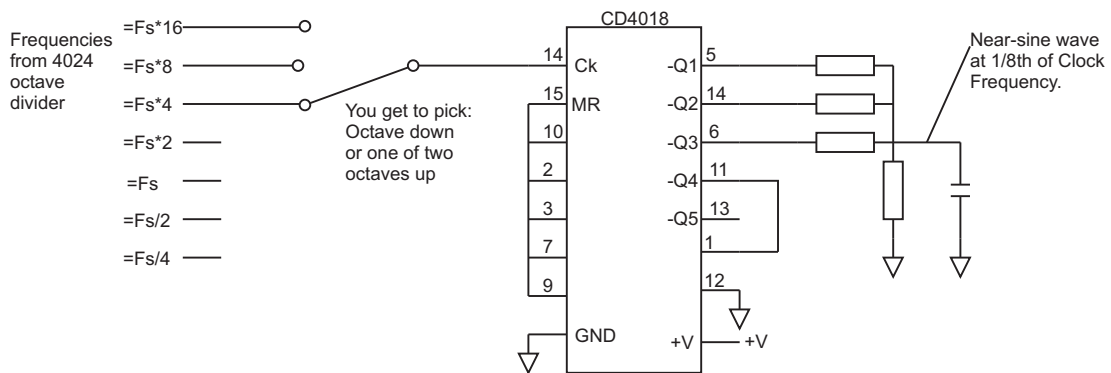 CD4018
Frequencies
from 4024
octave
divider
=Fs*16
=Fs*8
=Fs*4
=Fs*2
=Fs
=Fs/2
=Fs/4
You get to pick:
Octave down
or one of two
octaves up
14
Ck
15
MR
10
2
3
7
9
GND
-Q1
5
-Q2
14
-Q3
6
-Q4
11
-Q5
13
1
12
+V
+V
Near-sine wave
at 1/8th of Clock
Frequency.